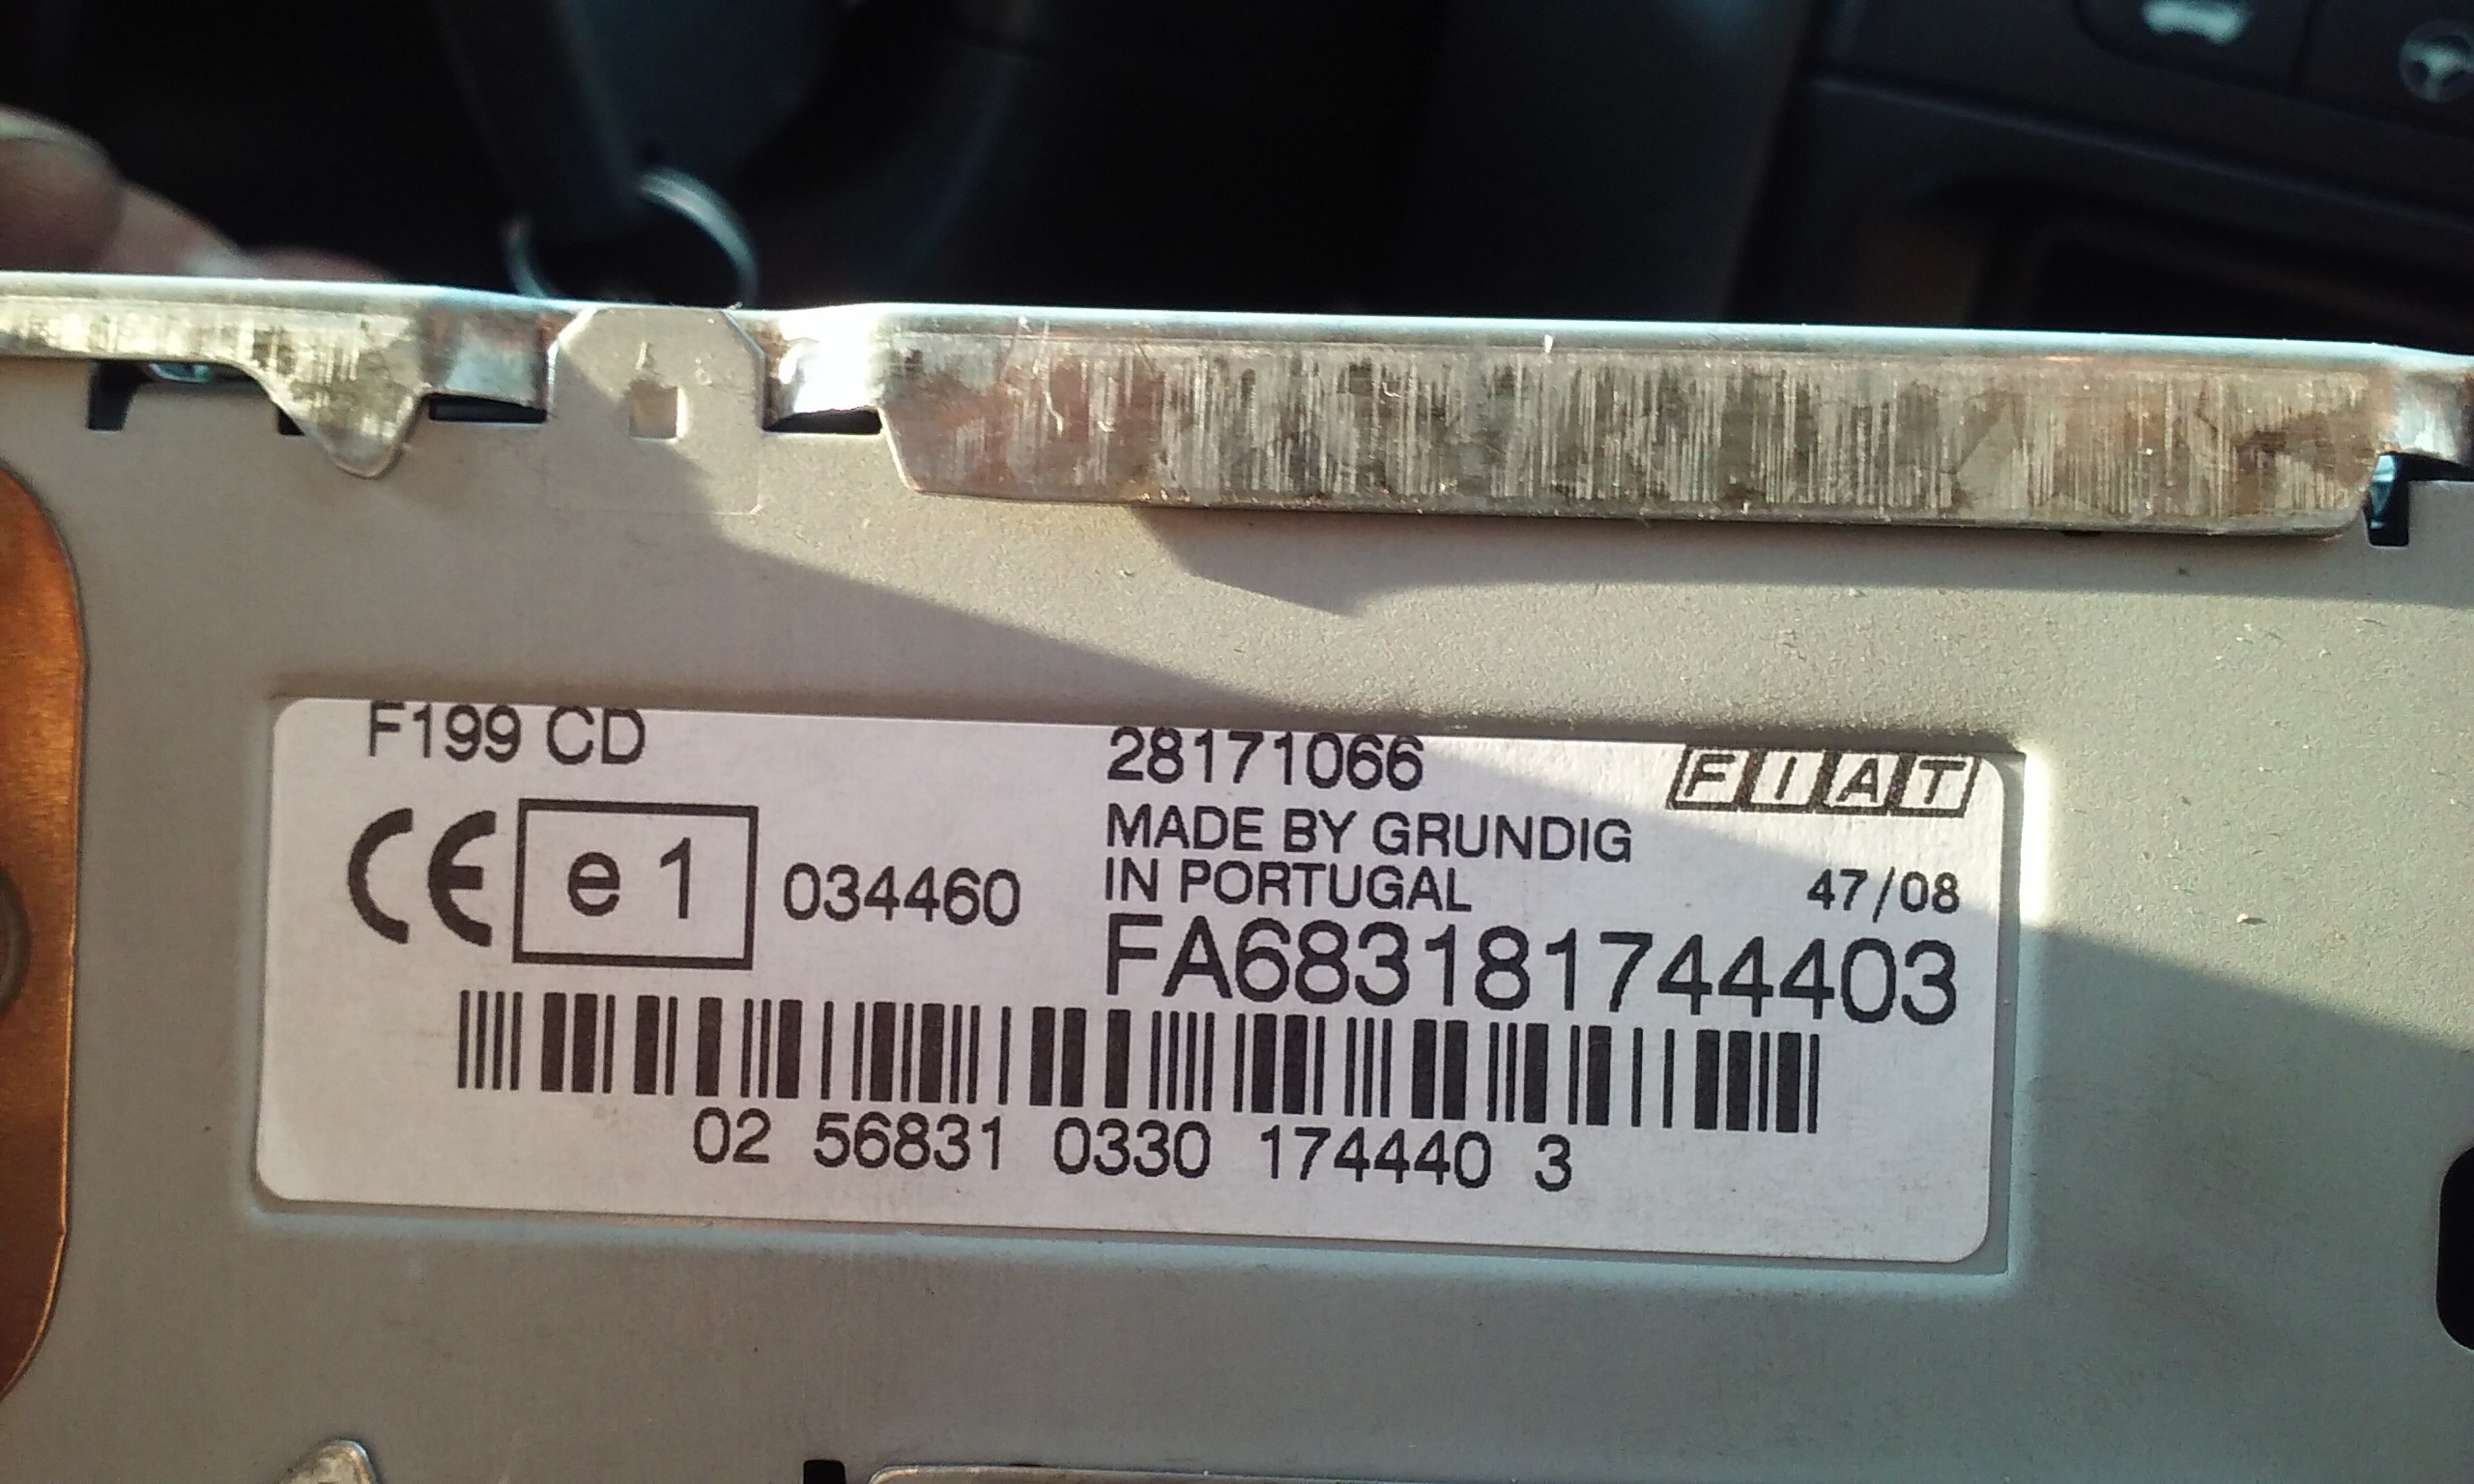 F199 CD
28171066
FIAT
MADE BY GRUNDIG
IN PORTUGAL
47/08
CE
e1
034460
FA683181744403
02 56831 0330 174440 3